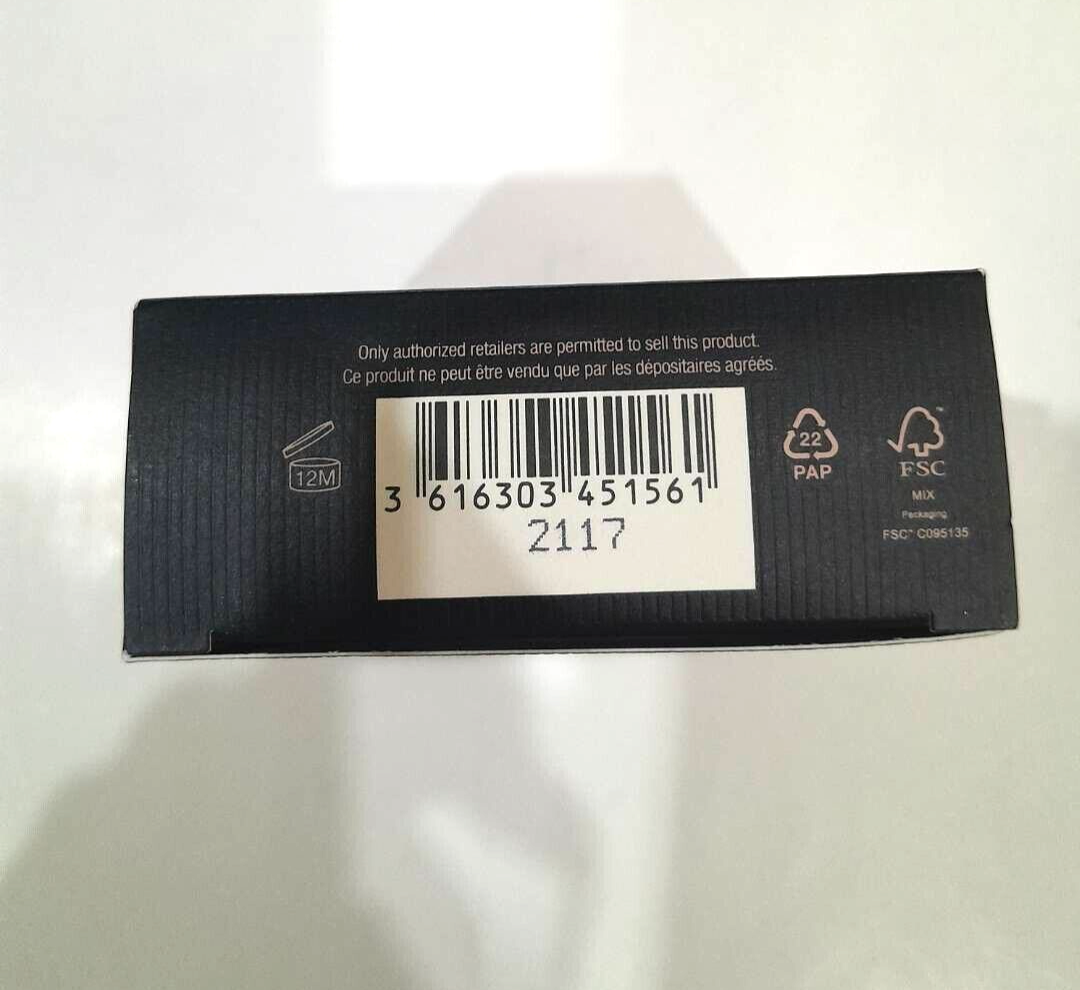 Only authorized retailers are permitted to sell this product.
Ce produit ne peut être vendu que par les dépositaires agréés.
12M
3 616303 451561
2117
22
PAP
FSC
MIX
Packaging
FSC™ C095135